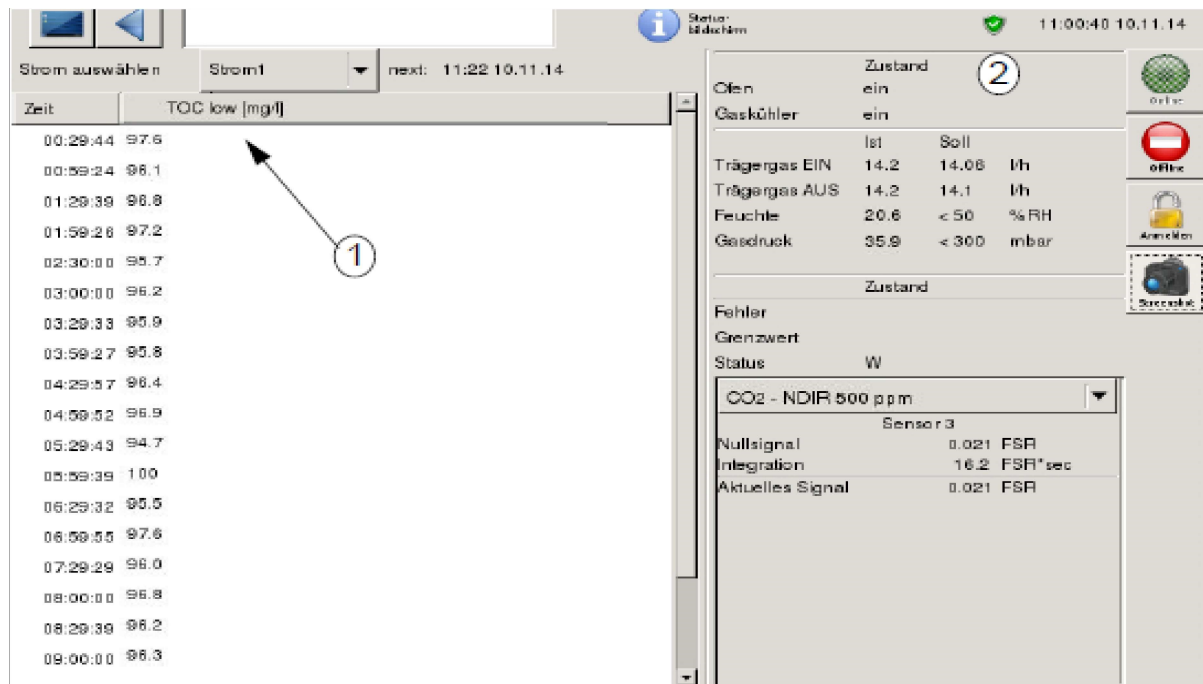 Status-
bildschirm
11:00:40 10.11.14
Strom auswählen Strom1 next: 11:22 10.11.14
Zeit TOC low [mg/l]
00:29:44 97.6
00:59:24 96.1
01:29:39 96.8
01:59:26 97.2
02:30:00 95.7
03:00:00 96.2
03:29:33 95.9
03:59:27 95.8
04:29:57 96.4
04:59:52 96.9
05:29:43 94.7
05:59:39 100
06:29:32 95.5
06:59:55 97.6
07:29:29 96.0
08:00:00 96.8
08:29:39 96.2
09:00:00 96.3
1
Zustand
2
Ofen ein
Gaskühler ein
Ist Soll
Trägergas EIN 14.2 14.06 l/h
Trägergas AUS 14.2 14.1 l/h
Feuchte 20.6 < 50 % RH
Gasdruck 35.9 < 300 mbar
Zustand
Fehler
Grenzwert
Status W
CO2 - NDIR 500 ppm
Sensor 3
Nullsignal 0.021 FSR
Integration 16.2 FSR*sec
Aktuelles Signal 0.021 FSR
Online
Offline
Anmelden
Screenshot